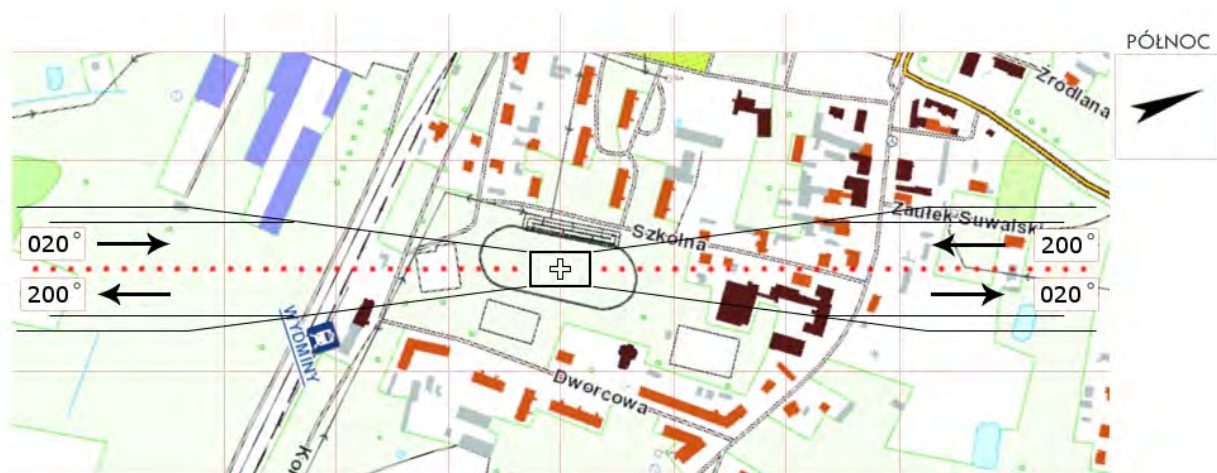 PÓŁNOC
Źródlana
Zaułek Suwalski
Szkolna
020°
200°
200°
020°
WYDMINY
Dworcowa